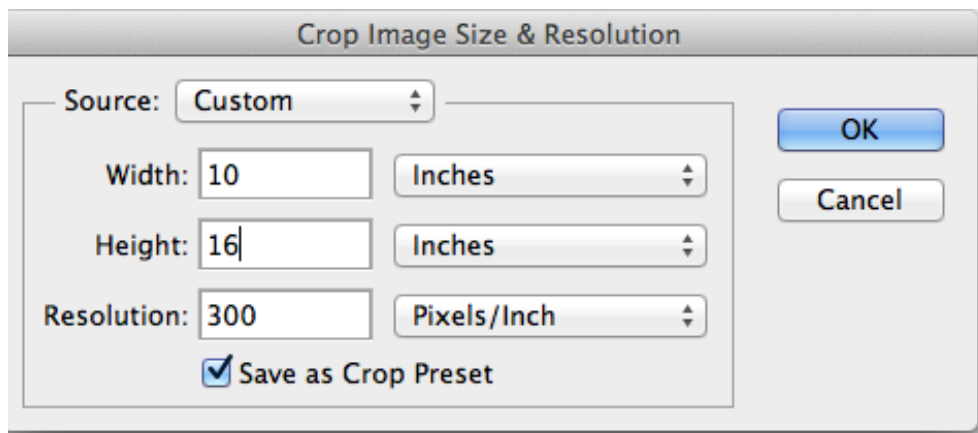 Crop Image Size & Resolution
Source: Custom
OK
Width: 10 Inches
Cancel
Height: 16 Inches
Resolution: 300 Pixels/Inch
Save as Crop Preset